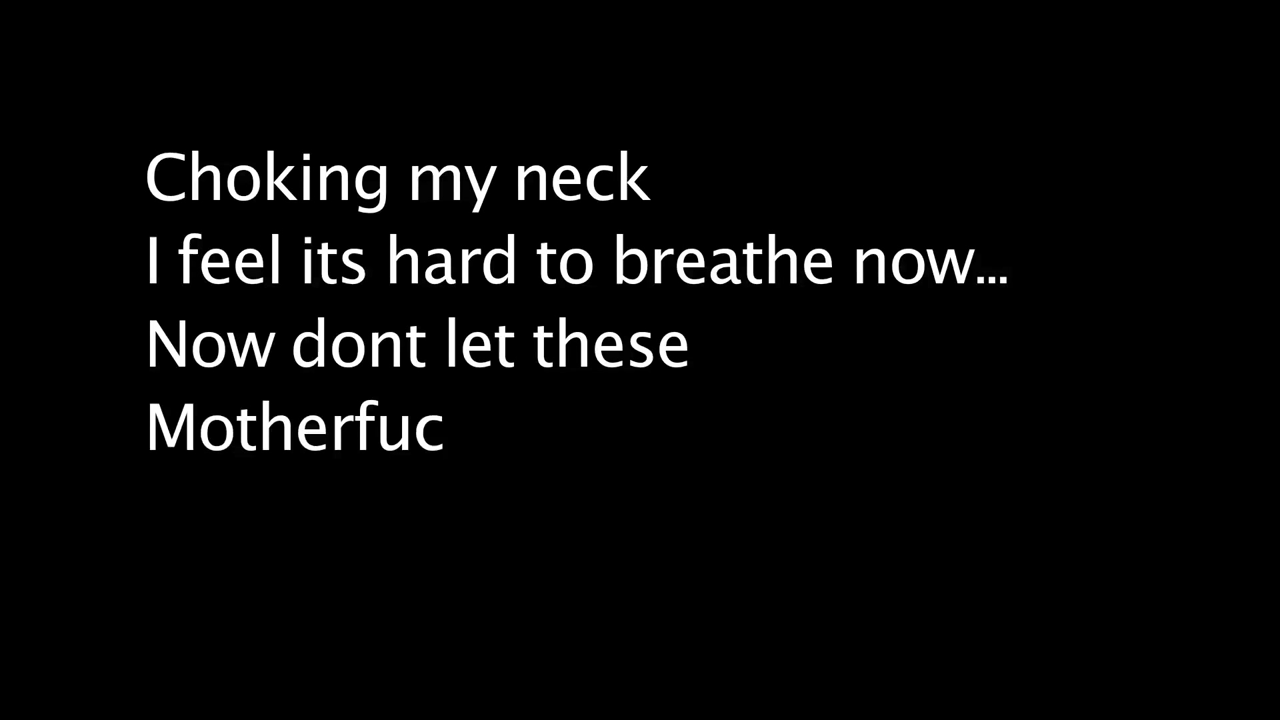 Choking my neck
I feel its hard to breathe now...
Now dont let these
Motherfuc